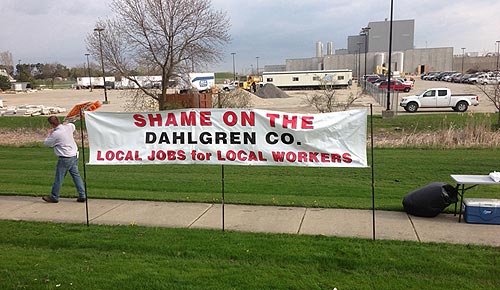 SHAME ON THE
DAHLGREN CO.
LOCAL JOBS for LOCAL WORKERS